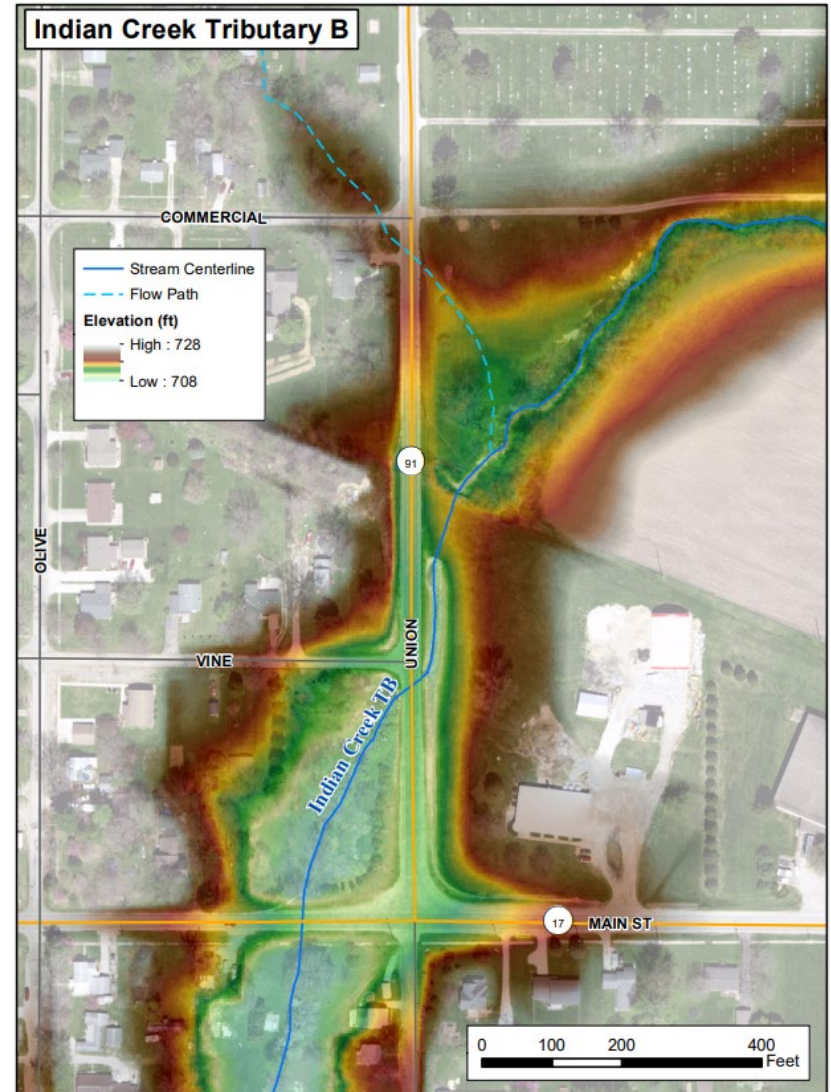 Indian Creek Tributary B
COMMERCIAL
Stream Centerline
Flow Path
Elevation (ft)
High : 728
Low : 708
91
OLIVE
UNION
VINE
Indian Creek TB
17
MAIN ST
0 100 200 400
Feet